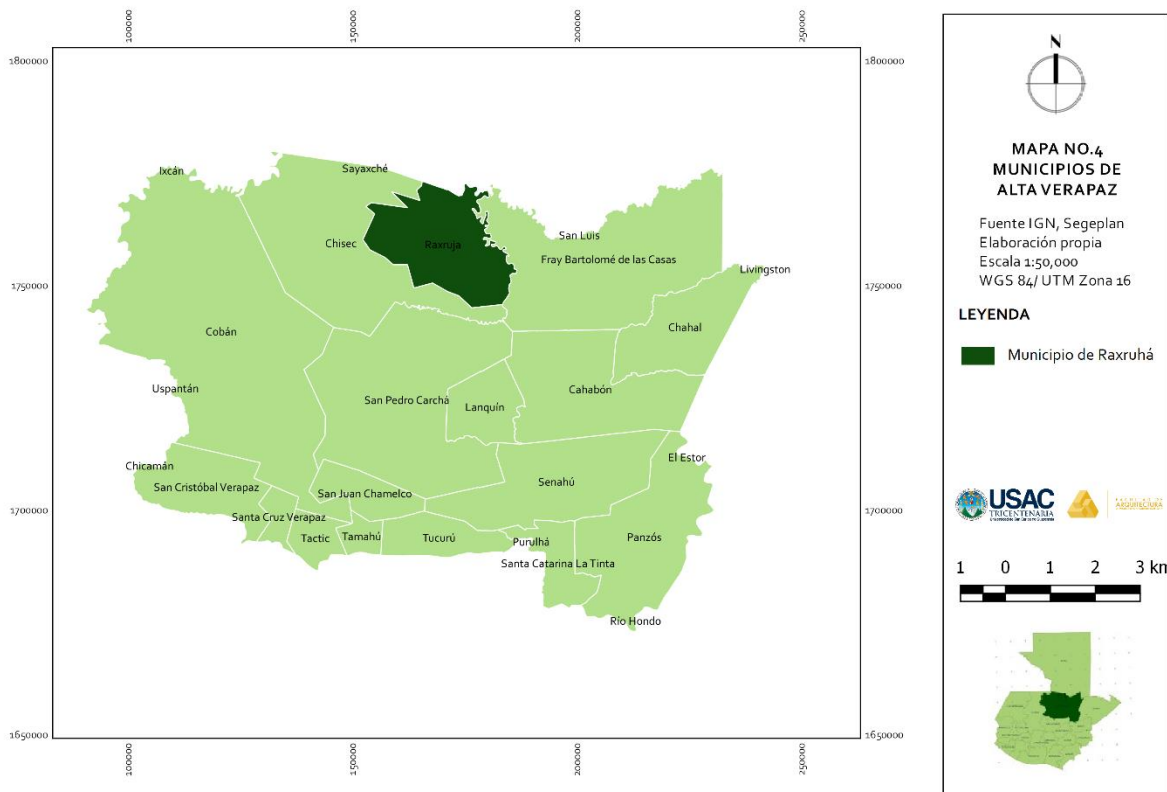 100000
150000
200000
250000
1800000
1800000
Ixcán
Sayaxché
Chisec
Raxruja
San Luis
Fray Bartolomé de las Casas
Livingston
1750000
1750000
Cobán
Chahal
Uspantán
San Pedro Carchá
Lanquín
Cahabón
Chicamán
San Cristóbal Verapaz
San Juan Chamelco
Senahú
El Estor
1700000
1700000
Santa Cruz Verapaz
Tactic
Tamahú
Tucurú
Purulhá
Panzós
Santa Catarina La Tinta
Río Hondo
1650000
1650000
100000
150000
200000
250000
N
MAPA NO.4
MUNICIPIOS DE
ALTA VERAPAZ
Fuente IGN, Segeplan
Elaboración propia
Escala 1:50,000
WGS 84/ UTM Zona 16
LEYENDA
Municipio de Raxruhá
USAC
TRICENTENARIA
ARQUITECTURA
1 0 1 2 3 km